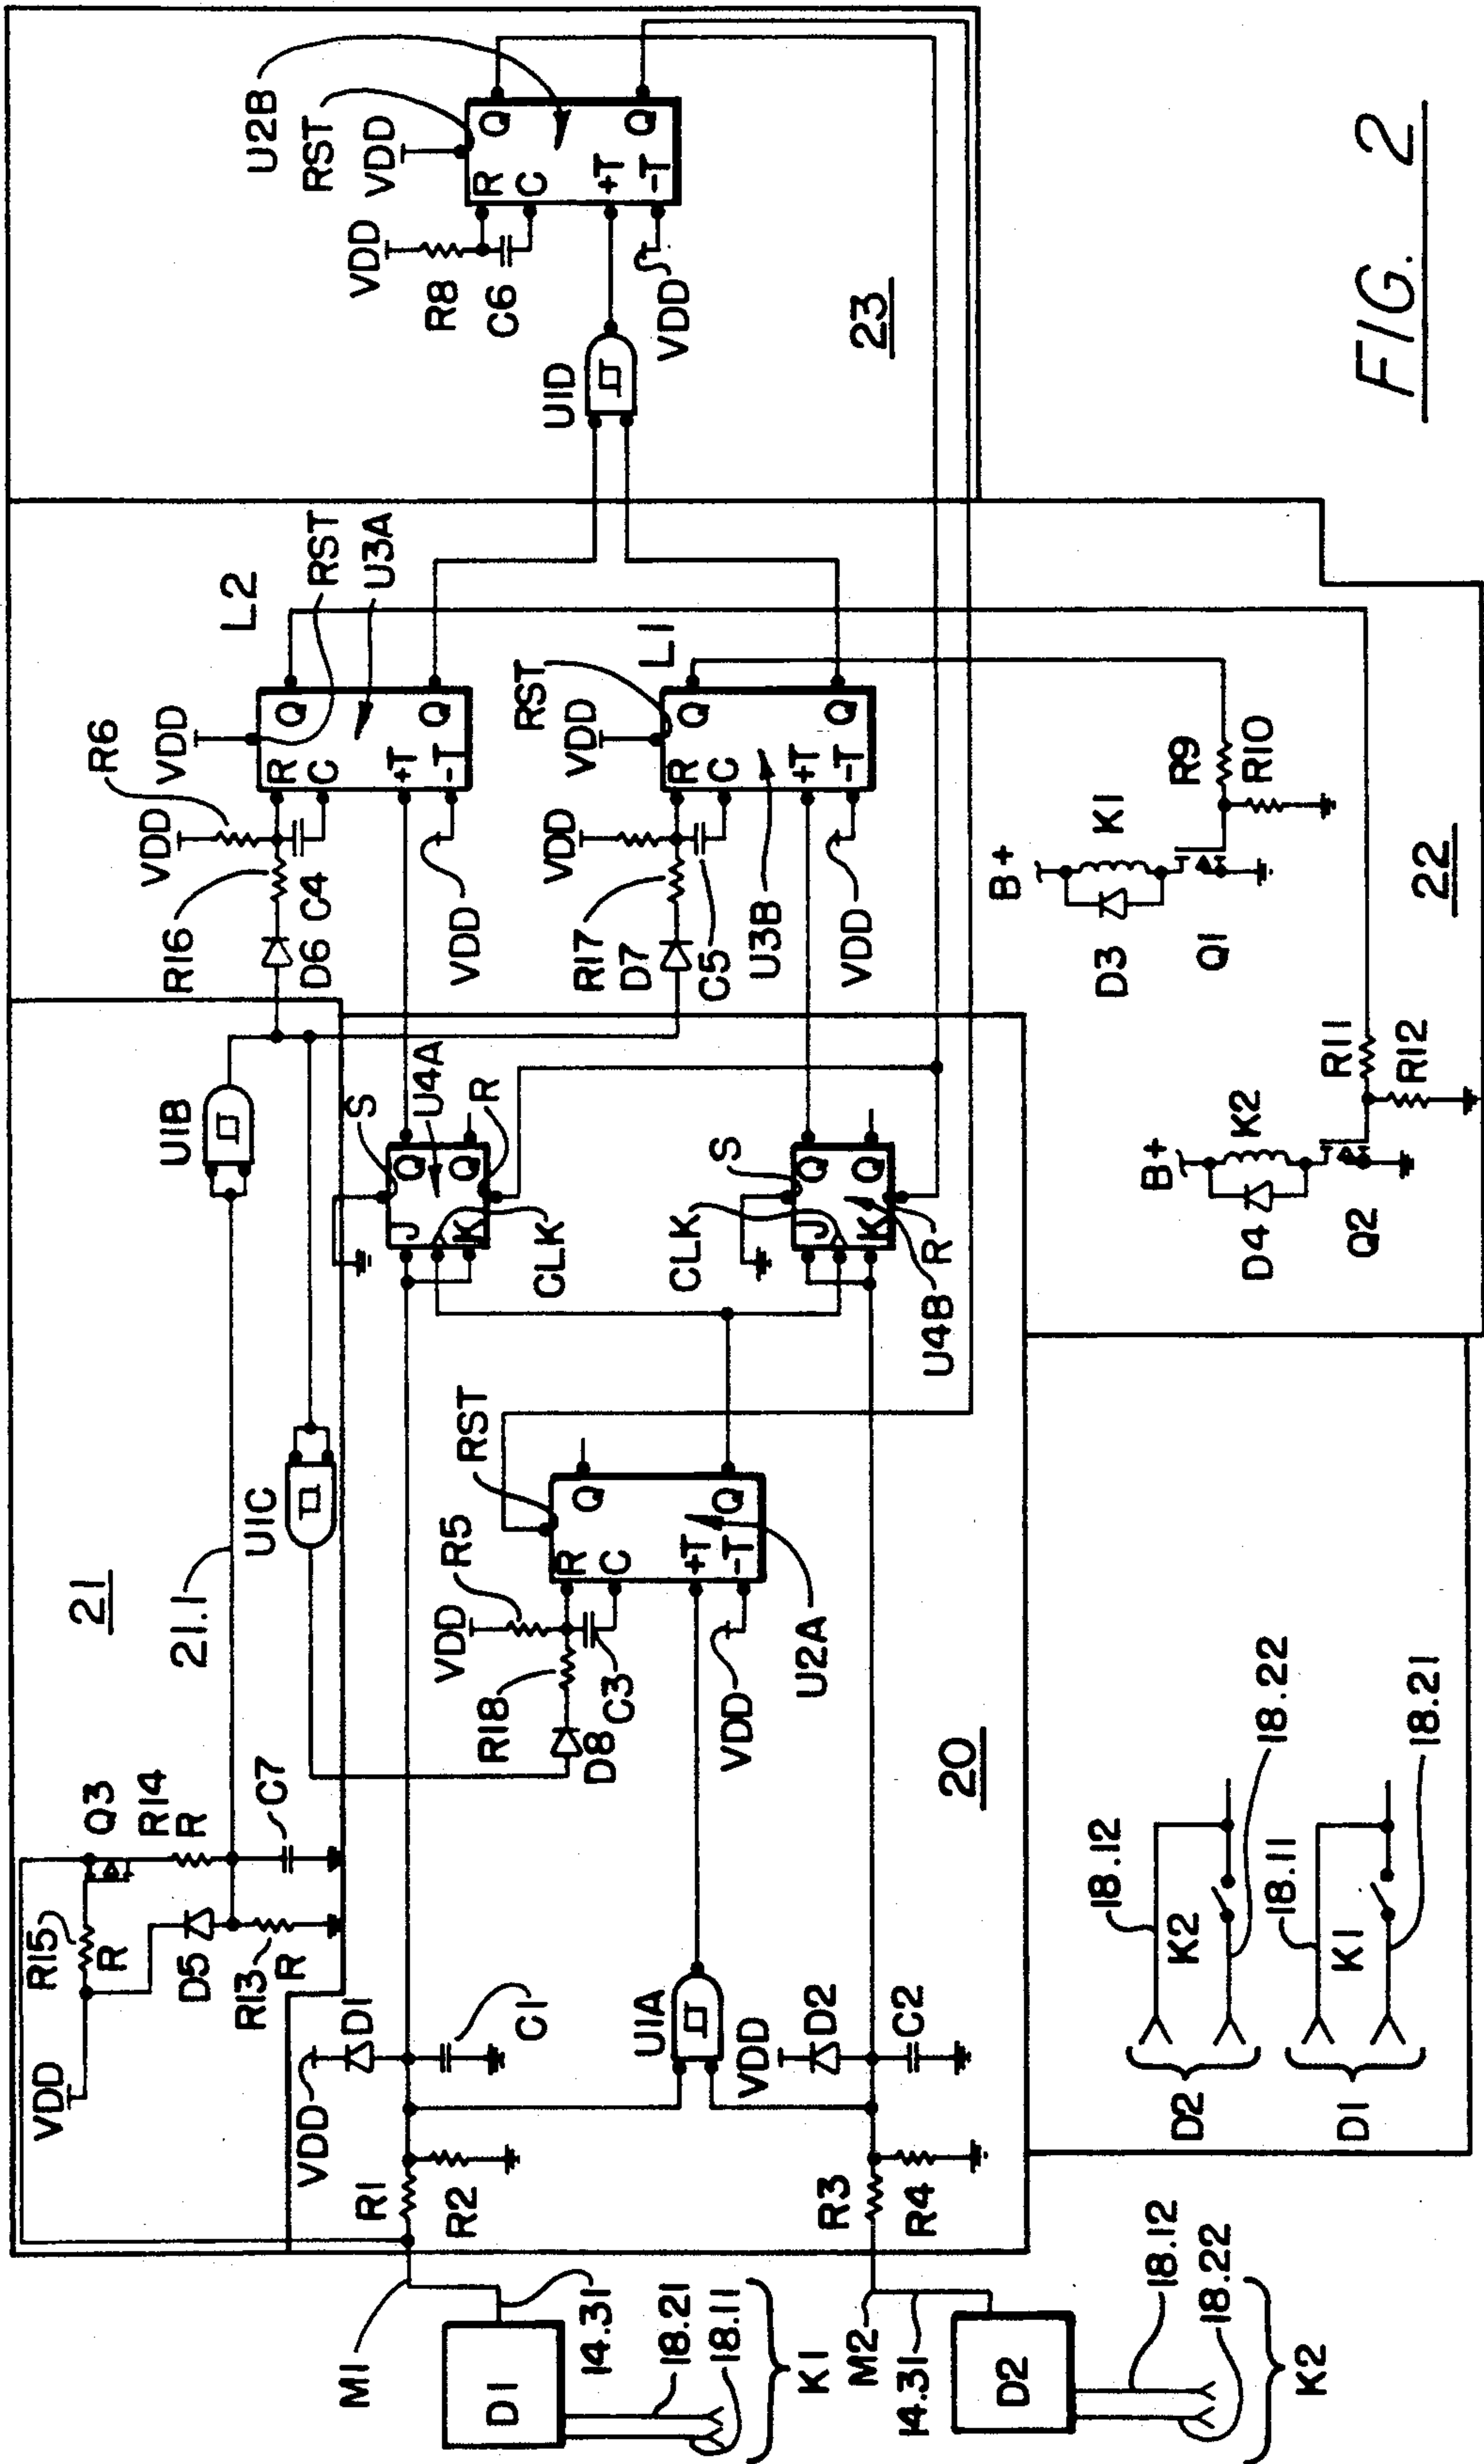 FIG. 2
21
VDD
R15
R
Q3
R14
R
D5
R13
R
C7
21.1
U1B
U1C
L2
R6
VDD
VDD
RST
U3A
R16
D6
C4
R
C
Q
+T
-T
Q
VDD
U2B
RST
VDD
VDD
R8
C6
R
C
Q
+T
-T
Q
VDD
U1D
23
M1
R1
R2
VDD
D1
C1
14.31
D1
18.21
18.11
K1
S
U4A
J
Q
K
Q
R
CLK
R5
VDD
RST
R18
D8
C3
R
C
Q
+T
-T
Q
VDD
U2A
U1A
VDD
D2
C2
R3
R4
M2
14.31
D2
18.12
18.22
K2
20
L1
RST
VDD
VDD
R17
D7
C5
R
C
Q
+T
-T
Q
U3B
VDD
S
CLK
J
Q
K
Q
R
U4B
B+
K1
D3
Q1
R9
R10
B+
K2
D4
Q2
R11
R12
22
18.12
K2
18.22
D2
18.11
K1
18.21
D1